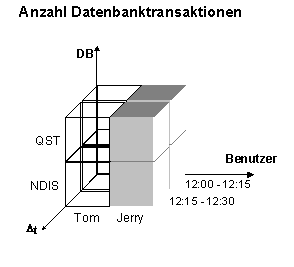 Anzahl Datenbanktransaktionen
DB
QST
NDIS
Benutzer
12:00 - 12:15
12:15 - 12:30
Tom Jerry
Δt